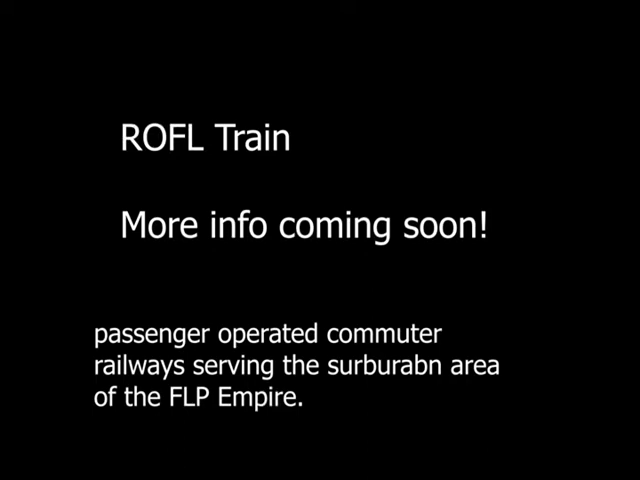 ROFL Train
More info coming soon!
passenger operated commuter
railways serving the surburabn area
of the FLP Empire.